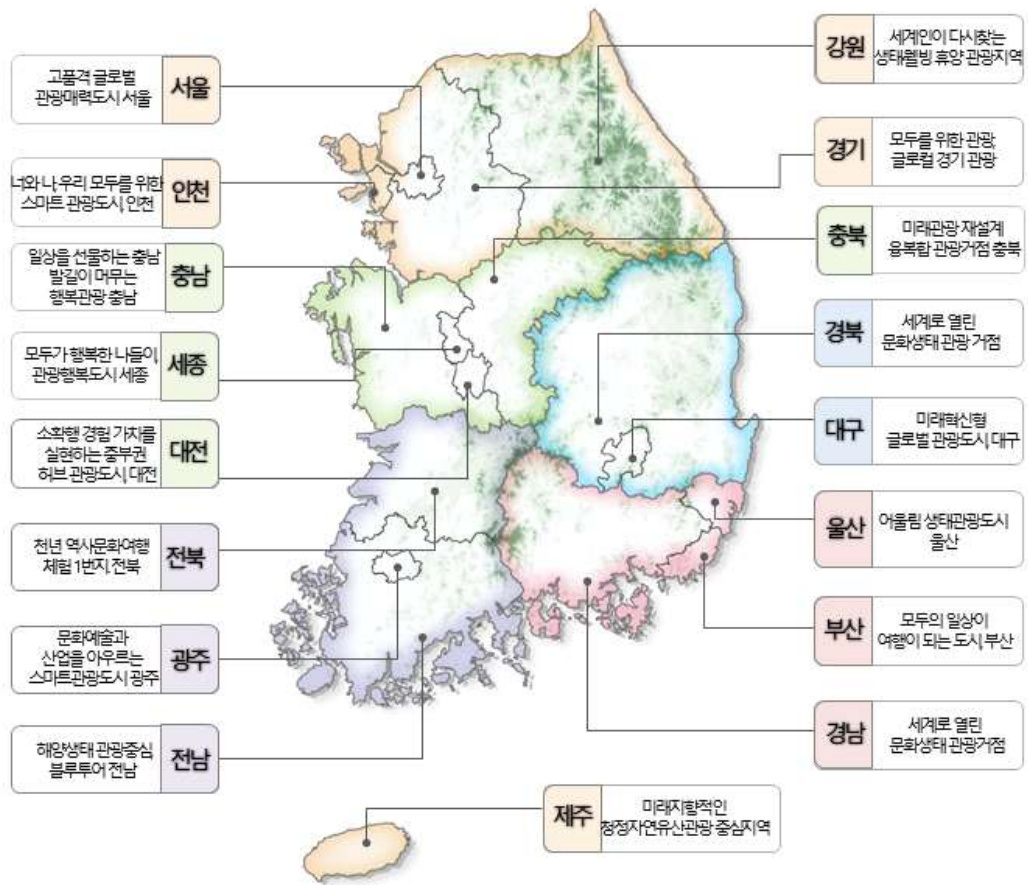 서울
고품격 글로벌
관광매력도시 서울
인천
너와 나, 우리 모두를 위한
스마트 관광도시, 인천
충남
일상을 선물하는 충남
발길이 머무는
행복관광 충남
세종
모두가 행복한 나들이,
관광행복도시 세종
대전
소확행 경험 가치를
실현하는 중부권
허브 관광도시, 대전
전북
천년 역사문화여행
체험 1번지, 전북
광주
문화예술과
산업을 아우르는
스마트관광도시 광주
전남
해양생태 관광중심,
블루투어 전남
강원
세계인이 다시찾는
생태웰빙 휴양 관광지역
경기
모두를 위한 관광,
글로컬 경기 관광
충북
미래관광 재설계
융복합 관광거점 충북
경북
세계로 열린
문화생태 관광 거점
대구
미래혁신형
글로벌 관광도시, 대구
울산
어울림 생태관광도시
울산
부산
모두의 일상이
여행이 되는 도시, 부산
경남
세계로 열린
문화생태 관광거점
제주
미래지향적인
청정자연유산관광 중심지역